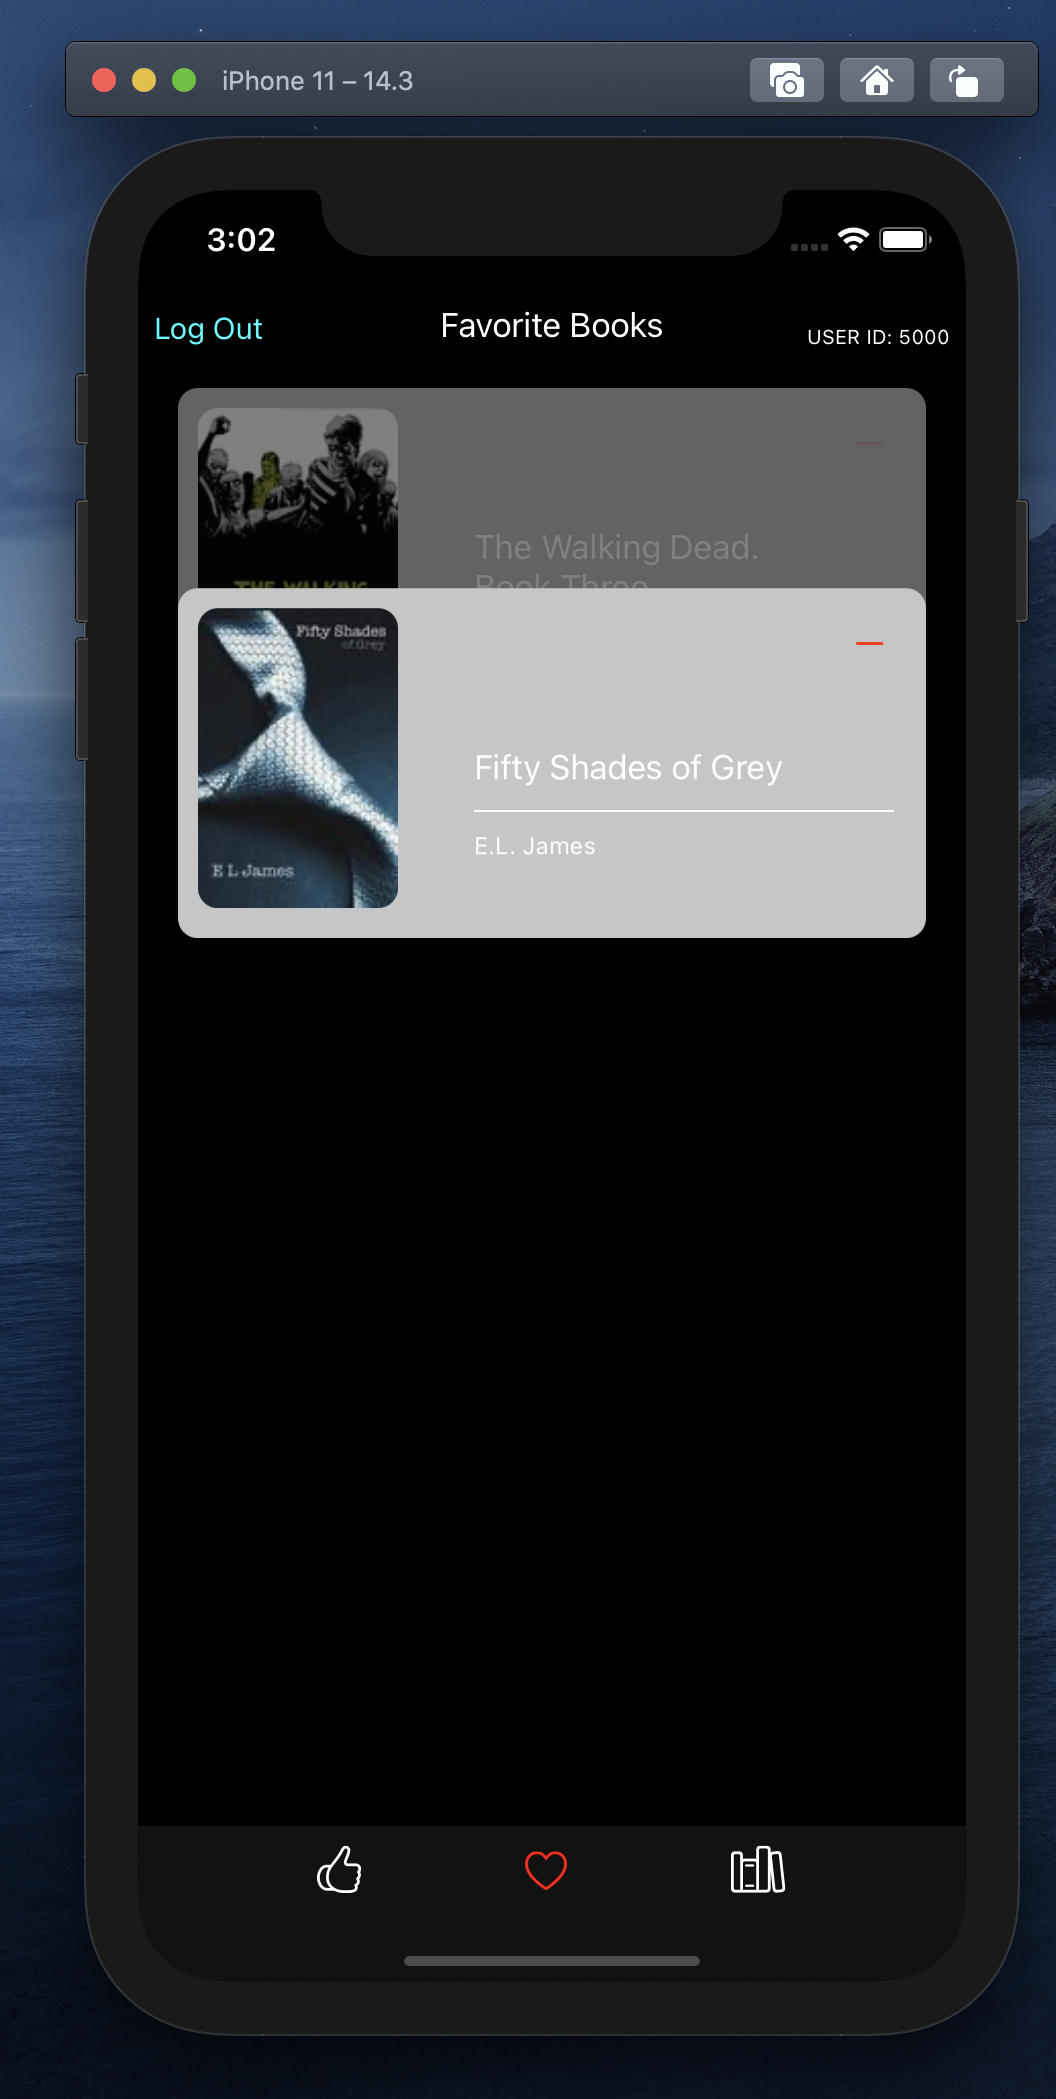 iPhone 11 – 14.3
3:02
Log Out
Favorite Books
USER ID: 5000
THE WALKING
The Walking Dead.
Book Three
Fifty Shades
of Grey
E L James
Fifty Shades of Grey
E.L. James